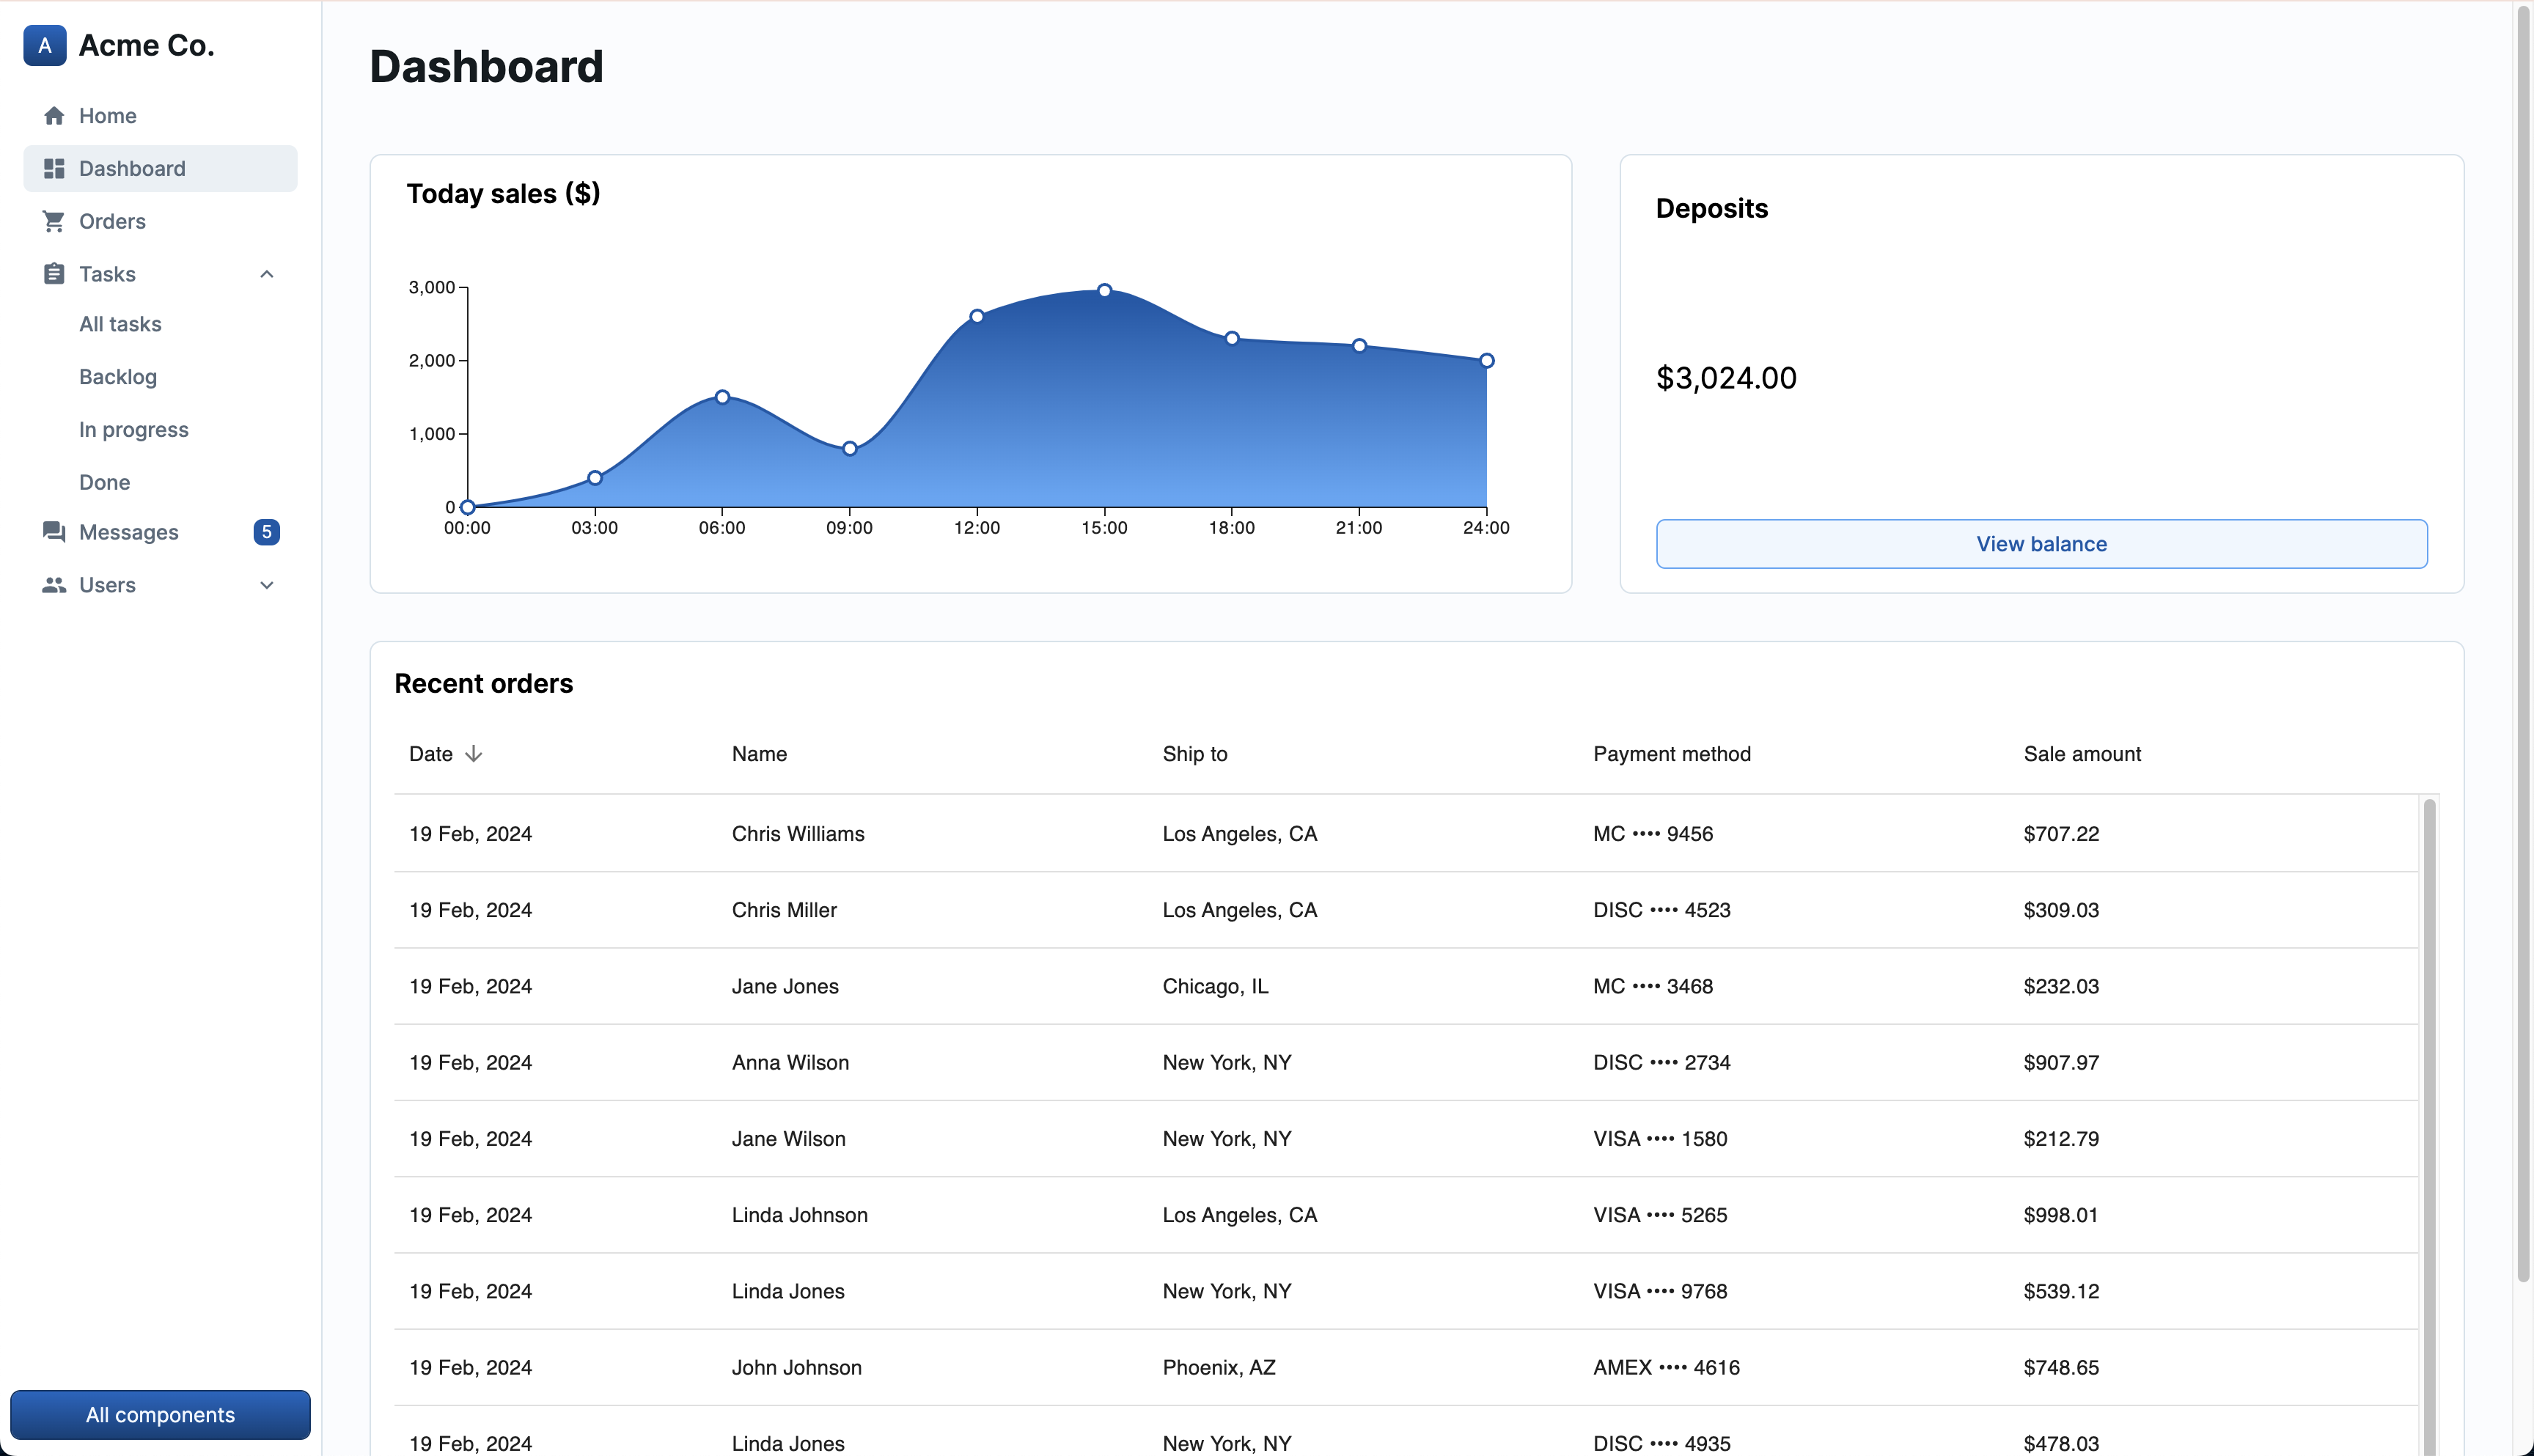 A Acme Co.
Home
Dashboard
Orders
Tasks
All tasks
Backlog
In progress
Done
Messages 5
Users
All components
Dashboard
Today sales ($)
3,000
2,000
1,000
0
00:00 03:00 06:00 09:00 12:00 15:00 18:00 21:00 24:00
Deposits
$3,024.00
View balance
Recent orders
Date Name Ship to Payment method Sale amount
19 Feb, 2024 Chris Williams Los Angeles, CA MC •••• 9456 $707.22
19 Feb, 2024 Chris Miller Los Angeles, CA DISC •••• 4523 $309.03
19 Feb, 2024 Jane Jones Chicago, IL MC •••• 3468 $232.03
19 Feb, 2024 Anna Wilson New York, NY DISC •••• 2734 $907.97
19 Feb, 2024 Jane Wilson New York, NY VISA •••• 1580 $212.79
19 Feb, 2024 Linda Johnson Los Angeles, CA VISA •••• 5265 $998.01
19 Feb, 2024 Linda Jones New York, NY VISA •••• 9768 $539.12
19 Feb, 2024 John Johnson Phoenix, AZ AMEX •••• 4616 $748.65
19 Feb, 2024 Linda Jones New York, NY DISC •••• 4935 $478.03